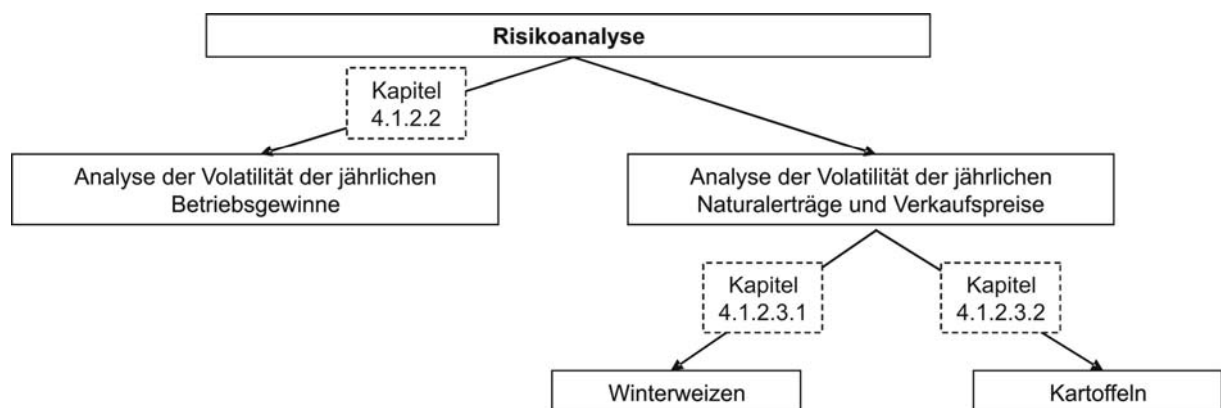 Risikoanalyse
Kapitel
4.1.2.2
Analyse der Volatilität der jährlichen
Betriebsgewinne
Analyse der Volatilität der jährlichen
Naturalerträge und Verkaufspreise
Kapitel
4.1.2.3.1
Kapitel
4.1.2.3.2
Winterweizen
Kartoffeln